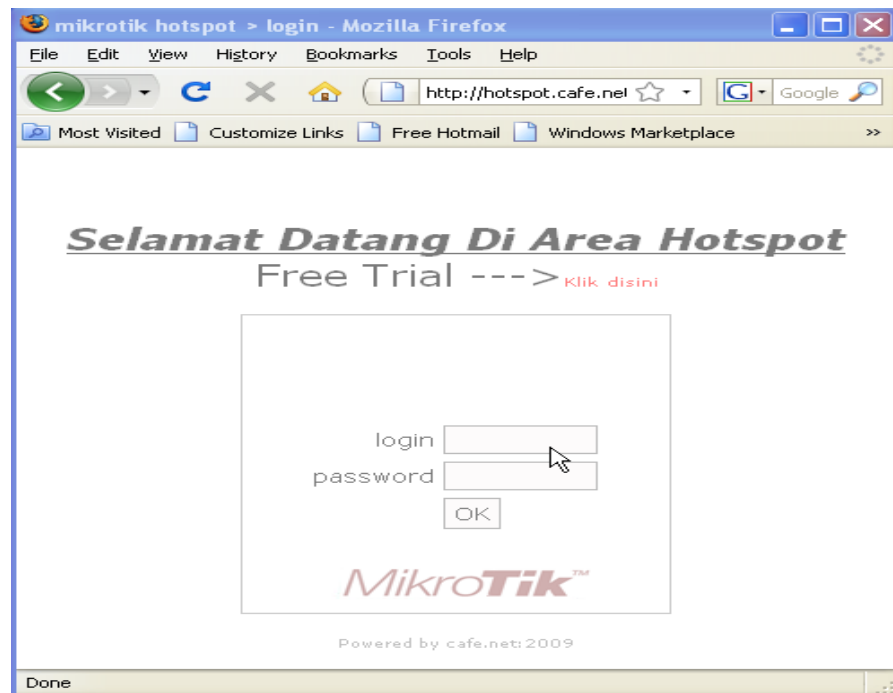 mikrotik hotspot > login - Mozilla Firefox
File Edit View History Bookmarks Tools Help
http://hotspot.cafe.net G Google
Most Visited Customize Links Free Hotmail Windows Marketplace »
Selamat Datang Di Area Hotspot
Free Trial ---> Klik disini
login
password
OK
MikroTik™
Powered by cafe.net:2009
Done